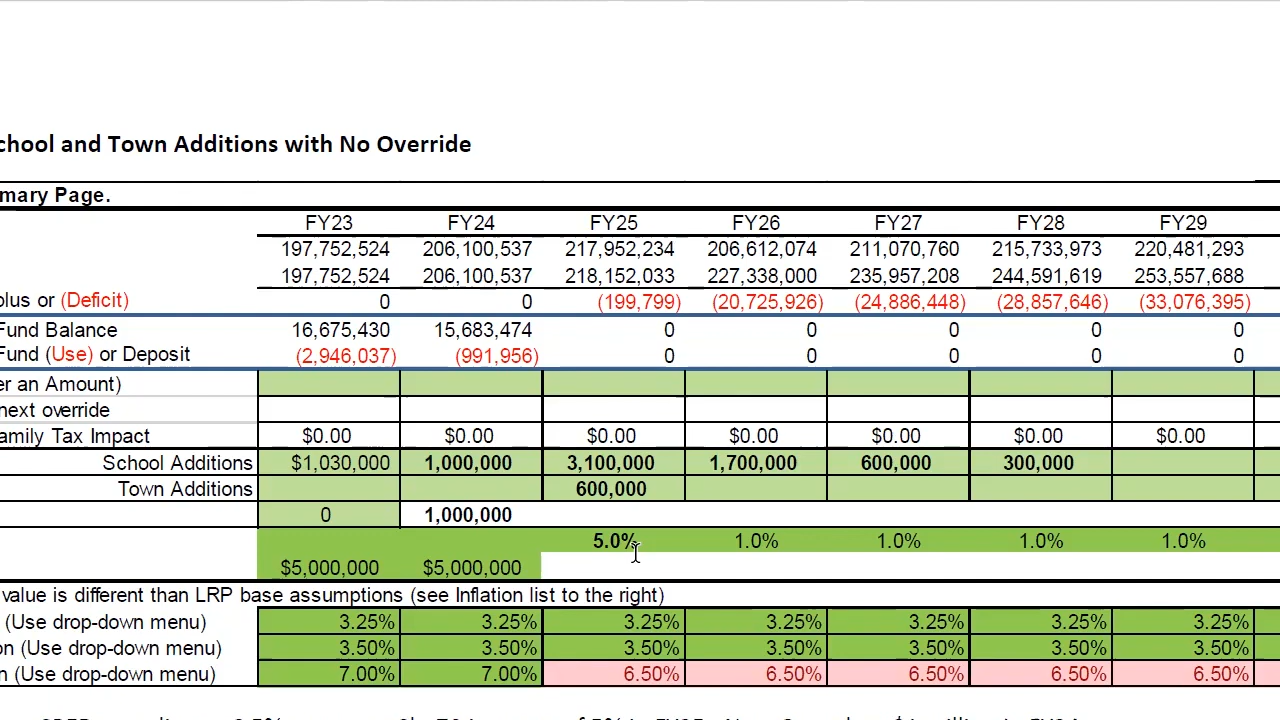 chool and Town Additions with No Override
mary Page.
FY23 FY24 FY25 FY26 FY27 FY28 FY29
197,752,524 206,100,537 217,952,234 206,612,074 211,070,760 215,733,973 220,481,293
197,752,524 206,100,537 218,152,033 227,338,000 235,957,208 244,591,619 253,557,688
plus or (Deficit) 0 0 (199,799) (20,725,926) (24,886,448) (28,857,646) (33,076,395)
Fund Balance 16,675,430 15,683,474 0 0 0 0 0
Fund (Use) or Deposit (2,946,037) (991,956) 0 0 0 0 0
er an Amount)
next override
amily Tax Impact $0.00 $0.00 $0.00 $0.00 $0.00 $0.00 $0.00
School Additions $1,030,000 1,000,000 3,100,000 1,700,000 600,000 300,000
Town Additions 600,000
0 1,000,000
5.0% 1.0% 1.0% 1.0% 1.0%
$5,000,000 $5,000,000
value is different than LRP base assumptions (see Inflation list to the right)
(Use drop-down menu) 3.25% 3.25% 3.25% 3.25% 3.25% 3.25% 3.25%
on (Use drop-down menu) 3.50% 3.50% 3.50% 3.50% 3.50% 3.50% 3.50%
n (Use drop-down menu) 7.00% 7.00% 6.50% 6.50% 6.50% 6.50% 6.50%